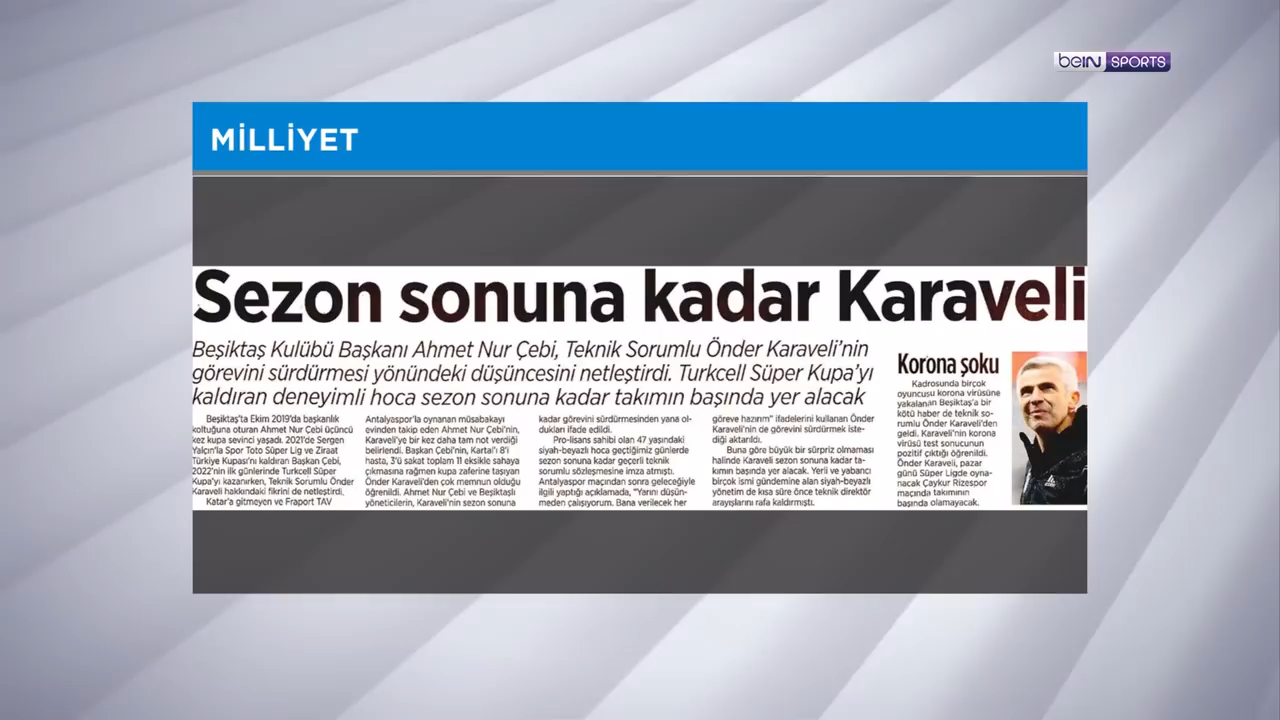 beIN SPORTS
MİLLİYET
Sezon sonuna kadar Karaveli
Beşiktaş Kulübü Başkanı Ahmet Nur Çebi, Teknik Sorumlu Önder Karaveli'nin
görevini sürdürmesi yönündeki düşüncesini netleştirdi. Turkcell Süper Kupa'yı
kaldıran deneyimli hoca sezon sonuna kadar takımın başında yer alacak
Beşiktaş'ta Ekim 2019'da başkanlık
koltuğuna oturan Ahmet Nur Çebi üçüncü
kez kupa sevinci yaşadı. 2021'de Sergen
Yalçın'la Spor Toto Süper Lig ve Ziraat
Türkiye Kupası'nı kaldıran Başkan Çebi,
2022'nin ilk günlerinde Turkcell Süper
Kupa'yı kazanırken, Teknik Sorumlu Önder
Karaveli hakkındaki fikrini de netleştirdi.
Katar'a gitmeyen ve Fraport TAV
Antalyaspor'la oynanan müsabakayı
evinden takip eden Ahmet Nur Çebi'nin,
Karaveli'ye bir kez daha tam not verdiği
belirlendi. Başkan Çebi'nin, Kartal'ı 8'i
hasta, 3'ü sakat toplam 11 eksikle sahaya
çıkmasına rağmen kupa zaferine taşıyan
Önder Karaveli'den çok memnun olduğu
öğrenildi. Ahmet Nur Çebi ve Beşiktaşlı
yöneticilerin, Karaveli'nin sezon sonuna
kadar görevini sürdürmesinden yana ol-
dukları ifade edildi.
Pro-lisans sahibi olan 47 yaşındaki
siyah-beyazlı hoca geçtiğimiz günlerde
sezon sonuna kadar geçerli teknik
sorumlu sözleşmesine imza atmıştı.
Antalyaspor maçından sonra geleceğiyle
ilgili yaptığı açıklamada, "Yarını düşün-
meden çalışıyorum. Bana verilecek her
göreve hazırım" ifadelerini kullanan Önder
Karaveli'nin de görevini sürdürmek iste-
diği aktarıldı.
Buna göre büyük bir sürpriz olmaması
halinde Karaveli sezon sonuna kadar ta-
kımın başında yer alacak. Yerli ve yabancı
birçok ismi gündemine alan siyah-beyazlı
yönetim de kısa süre önce teknik direktör
arayışlarını rafa kaldırmıştı.
Korona şoku
Kadrosunda birçok
oyuncusu korona virüsüne
yakalanan Beşiktaş'a bir
kötü haber de teknik so-
rumlu Önder Karaveli'den
geldi. Karaveli'nin korona
virüsü test sonucunun
pozitif çıktığı öğrenildi.
Önder Karaveli, pazar
günü Süper Ligde oyna-
nacak Çaykur Rizespor
maçında takımının
başında olamayacak.